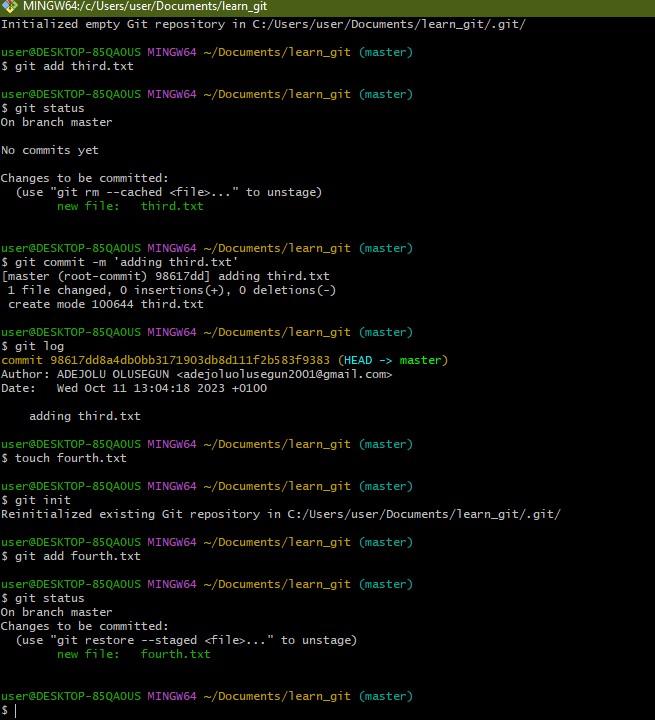 MINGW64:/c/Users/user/Documents/learn_git
Initialized empty Git repository in C:/Users/user/Documents/learn_git/.git/
user@DESKTOP-85QAOUS MINGW64 ~/Documents/learn_git (master)
$ git add third.txt
user@DESKTOP-85QAOUS MINGW64 ~/Documents/learn_git (master)
$ git status
On branch master
No commits yet
Changes to be committed:
  (use "git rm --cached <file>..." to unstage)
        new file:   third.txt
user@DESKTOP-85QAOUS MINGW64 ~/Documents/learn_git (master)
$ git commit -m 'adding third.txt'
[master (root-commit) 98617dd] adding third.txt
 1 file changed, 0 insertions(+), 0 deletions(-)
 create mode 100644 third.txt
user@DESKTOP-85QAOUS MINGW64 ~/Documents/learn_git (master)
$ git log
commit 98617dd8a4db0bb3171903db8d111f2b583f9383 (HEAD -> master)
Author: ADEJOLU OLUSEGUN <adejoluolusegun2001@gmail.com>
Date:   Wed Oct 11 13:04:18 2023 +0100
    adding third.txt
user@DESKTOP-85QAOUS MINGW64 ~/Documents/learn_git (master)
$ touch fourth.txt
user@DESKTOP-85QAOUS MINGW64 ~/Documents/learn_git (master)
$ git init
Reinitialized existing Git repository in C:/Users/user/Documents/learn_git/.git/
user@DESKTOP-85QAOUS MINGW64 ~/Documents/learn_git (master)
$ git add fourth.txt
user@DESKTOP-85QAOUS MINGW64 ~/Documents/learn_git (master)
$ git status
On branch master
Changes to be committed:
  (use "git restore --staged <file>..." to unstage)
        new file:   fourth.txt
user@DESKTOP-85QAOUS MINGW64 ~/Documents/learn_git (master)
$